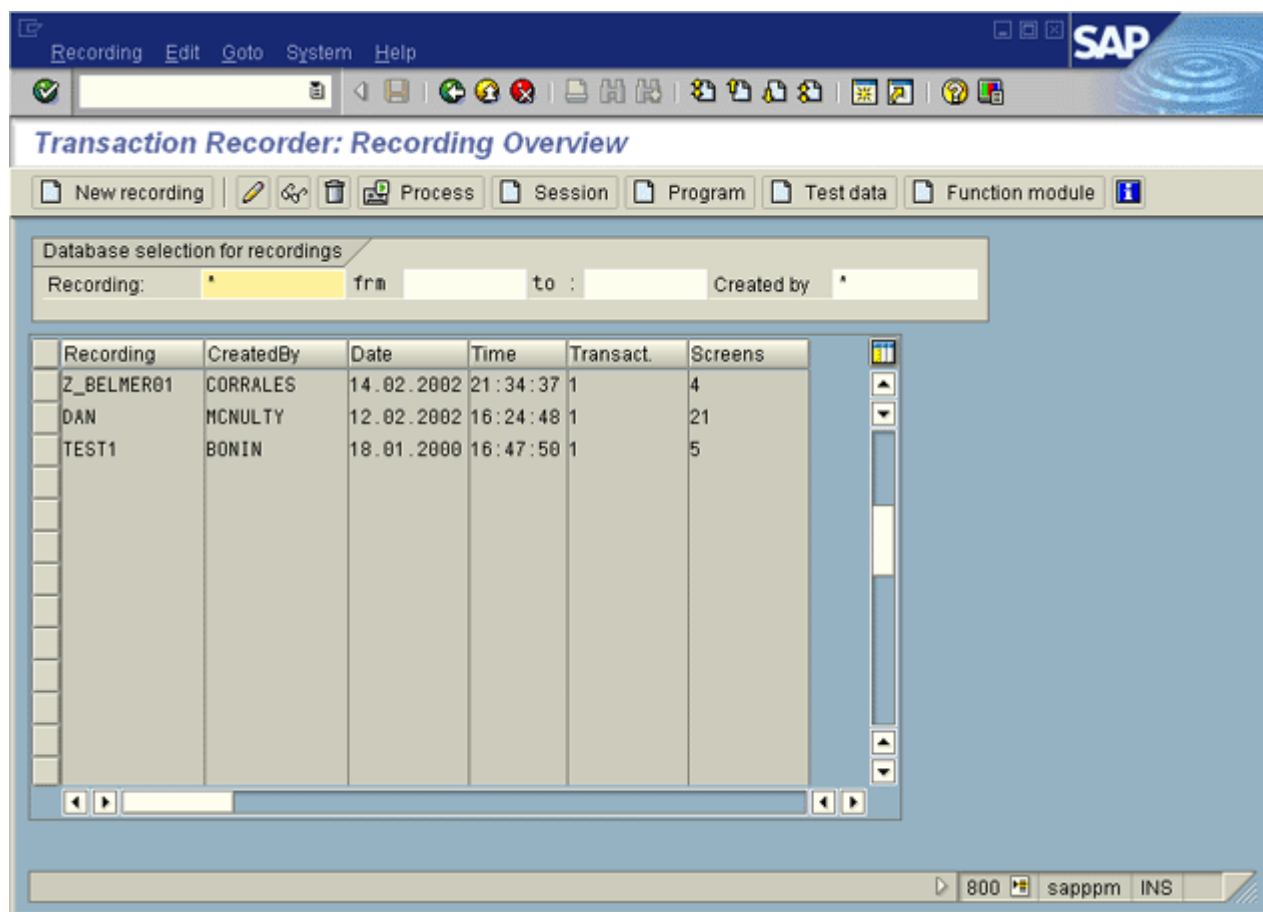 Recording Edit Goto System Help
SAP
Transaction Recorder: Recording Overview
New recording Process Session Program Test data Function module
Database selection for recordings
Recording: * frm to : Created by *
Recording CreatedBy Date Time Transact. Screens
Z_BELMER01 CORRALES 14.02.2002 21:34:37 1 4
DAN MCNULTY 12.02.2002 16:24:48 1 21
TEST1 BONIN 18.01.2000 16:47:50 1 5
800 sapppm INS